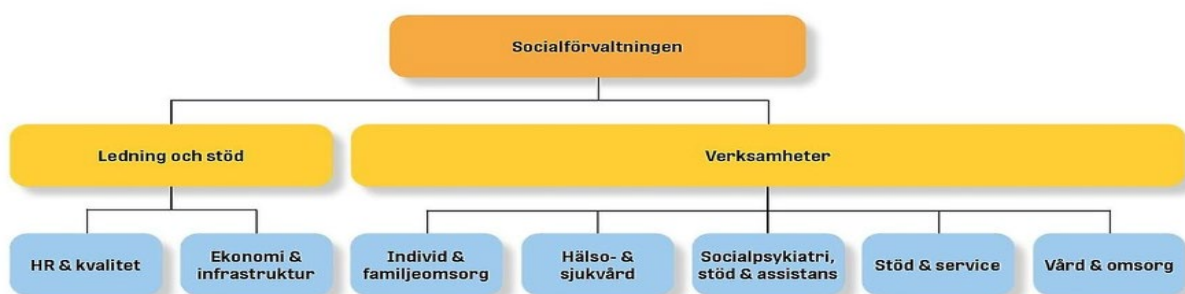 Socialförvaltningen
Ledning och stöd
Verksamheter
HR & kvalitet
Ekonomi &
infrastruktur
Individ &
familjeomsorg
Hälso- &
sjukvård
Socialpsykiatri,
stöd & assistans
Stöd & service
Vård & omsorg